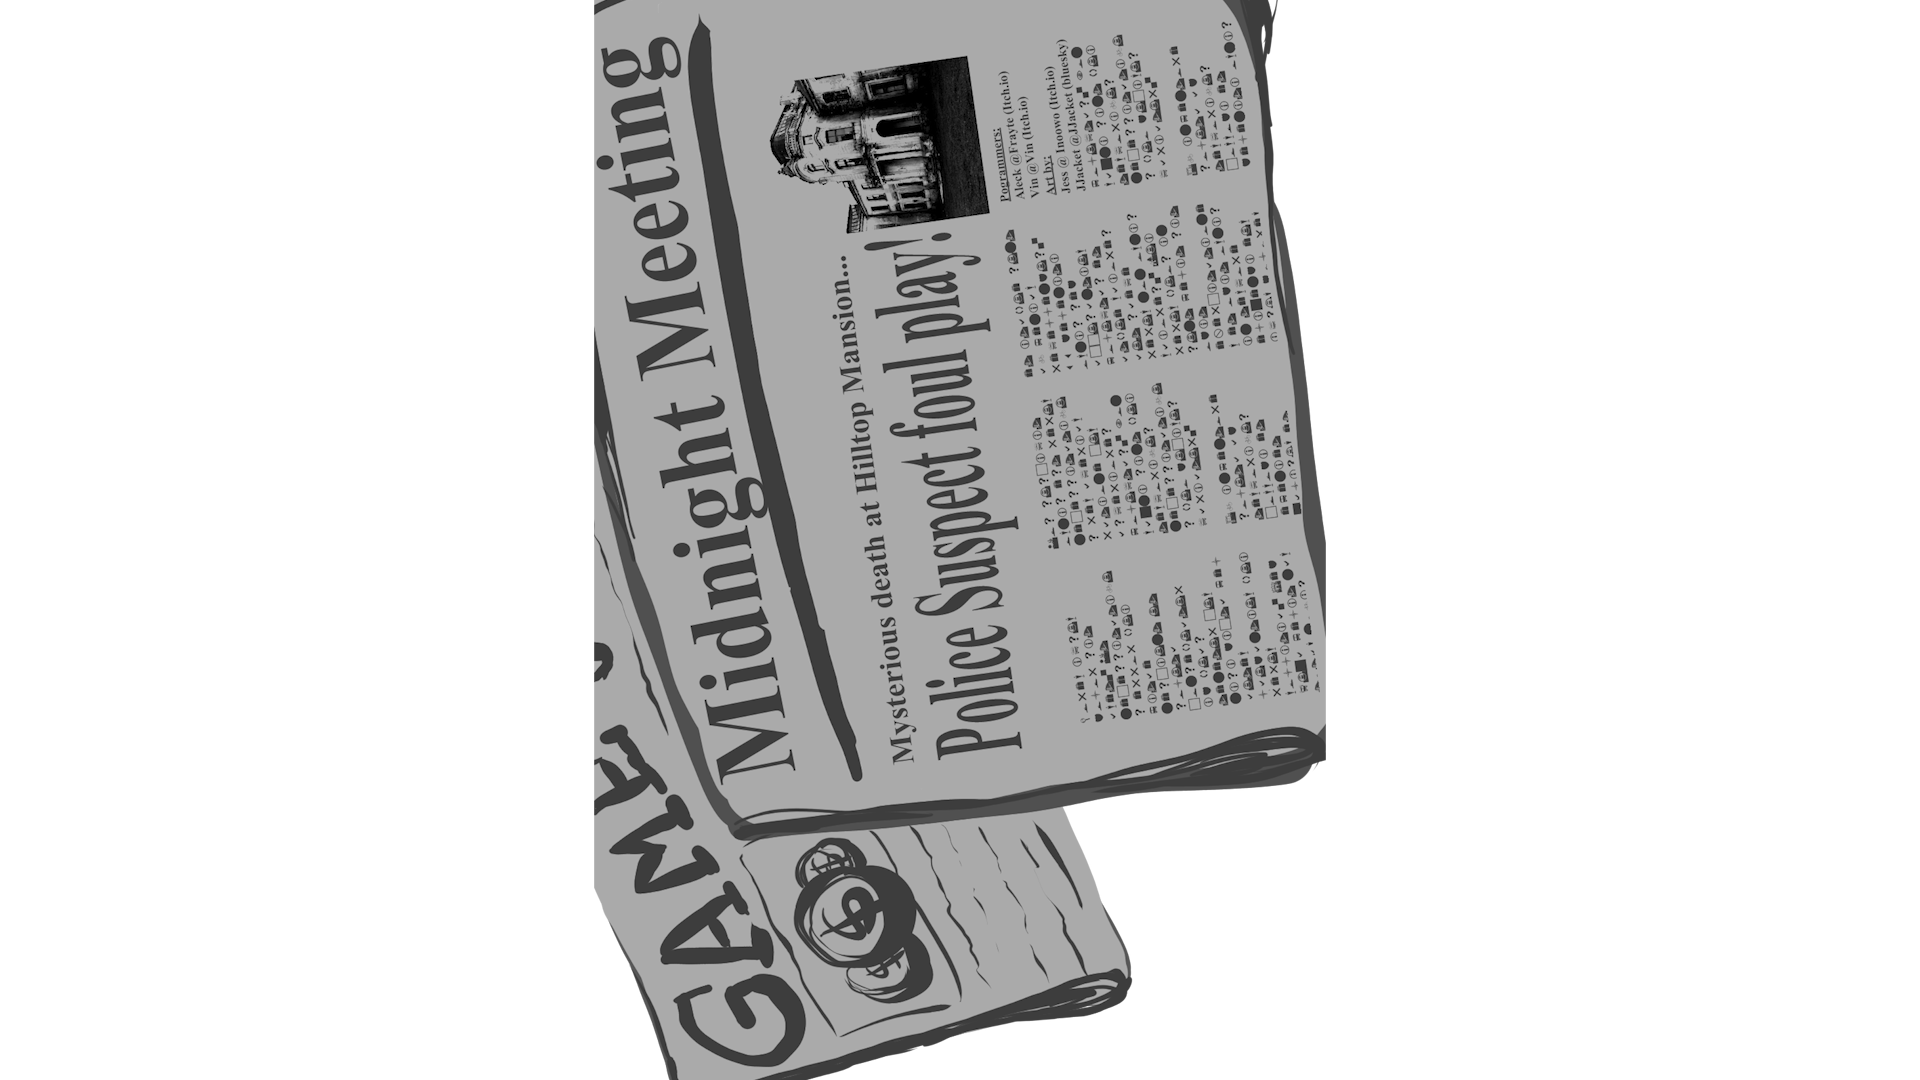 Midnight Meeting
Mysterious death at Hilltop Mansion...
Police Suspect foul play!
Pogrammers:
Aleck @Frayte (Itch.io)
Vin @Vin (Itch.io)
Art by:
Jess @ Inoowo (Itch.io)
JJacket @JJacket (bluesky)
GAME